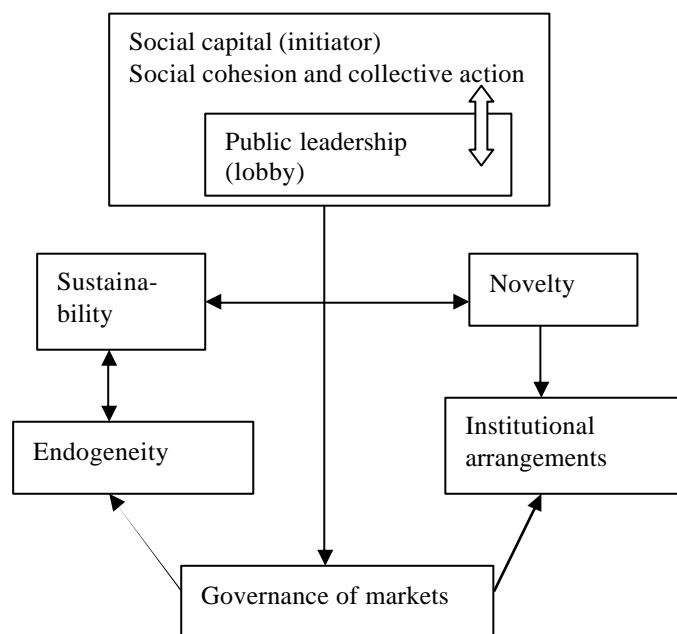 Social capital (initiator)
Social cohesion and collective action
Public leadership
(lobby)
Sustaina-
bility
Novelty
Endogeneity
Institutional
arrangements
Governance of markets